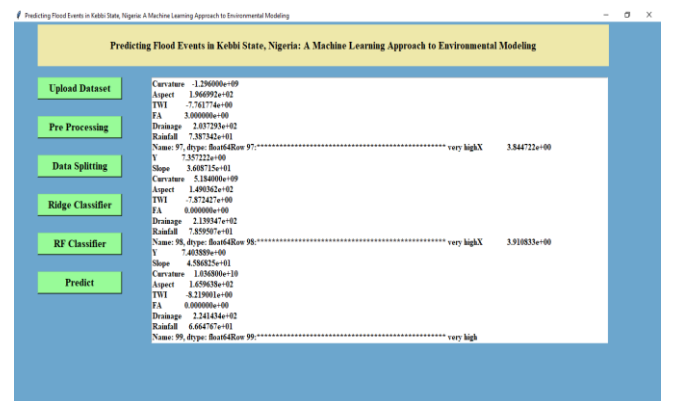 Predicting Flood Events in Kebbi State, Nigeria: A Machine Learning Approach to Environmental Modeling
Predicting Flood Events in Kebbi State, Nigeria: A Machine Learning Approach to Environmental Modeling
Upload Dataset
Pre Processing
Data Splitting
Ridge Classifier
RF Classifier
Predict
Curvature -1.296000e+09
Aspect 1.966992e+02
TWI -7.761774e+00
FA 3.000000e+00
Drainage 2.037293e+02
Rainfall 7.387342e+01
Name: 97, dtype: float64Row 97:************************************************** very highX 3.844722e+00
Y 7.357222e+00
Slope 3.608715e+01
Curvature 5.184000e+09
Aspect 1.490362e+02
TWI -7.872427e+00
FA 0.000000e+00
Drainage 2.139347e+02
Rainfall 7.859507e+01
Name: 98, dtype: float64Row 98:************************************************** very highX 3.910833e+00
Y 7.403889e+00
Slope 4.586825e+01
Curvature 1.036800e+10
Aspect 1.659638e+02
TWI -8.219001e+00
FA 0.000000e+00
Drainage 2.241434e+02
Rainfall 6.664767e+01
Name: 99, dtype: float64Row 99:************************************************** very high